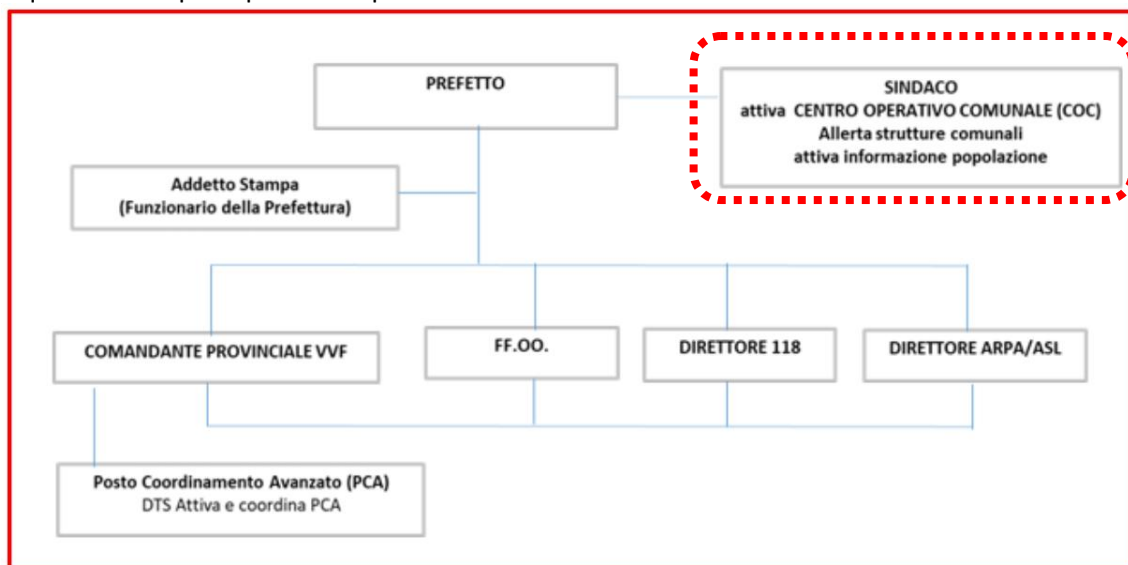 PREFETTO
SINDACO
attiva CENTRO OPERATIVO COMUNALE (COC)
Allerta strutture comunali
attiva informazione popolazione
Addetto Stampa
(Funzionario della Prefettura)
COMANDANTE PROVINCIALE VVF
FF.OO.
DIRETTORE 118
DIRETTORE ARPA/ASL
Posto Coordinamento Avanzato (PCA)
DTS Attiva e coordina PCA